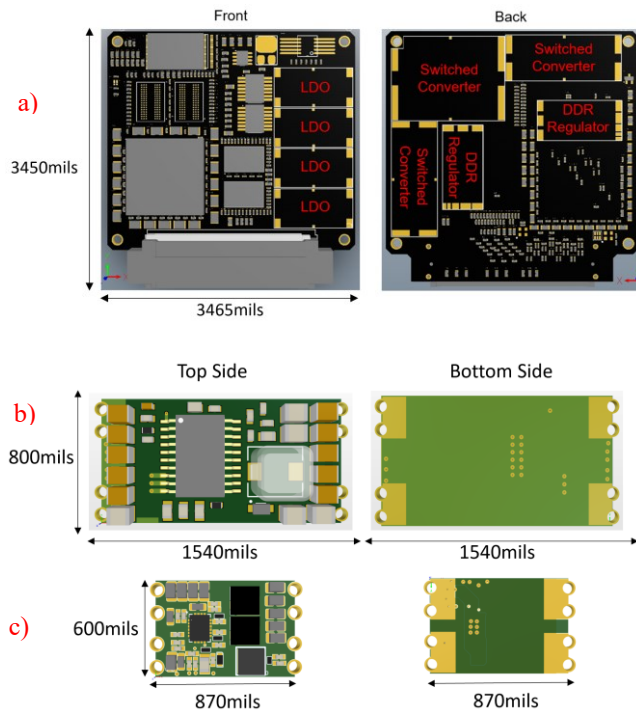 Front
Back
a)
3450mils
LDO
LDO
LDO
LDO
Switched
Converter
Switched
Converter
DDR
Regulator
Switched
Converter
DDR
Regulator
3465mils
Top Side
Bottom Side
b)
800mils
1540mils
1540mils
c)
600mils
870mils
870mils